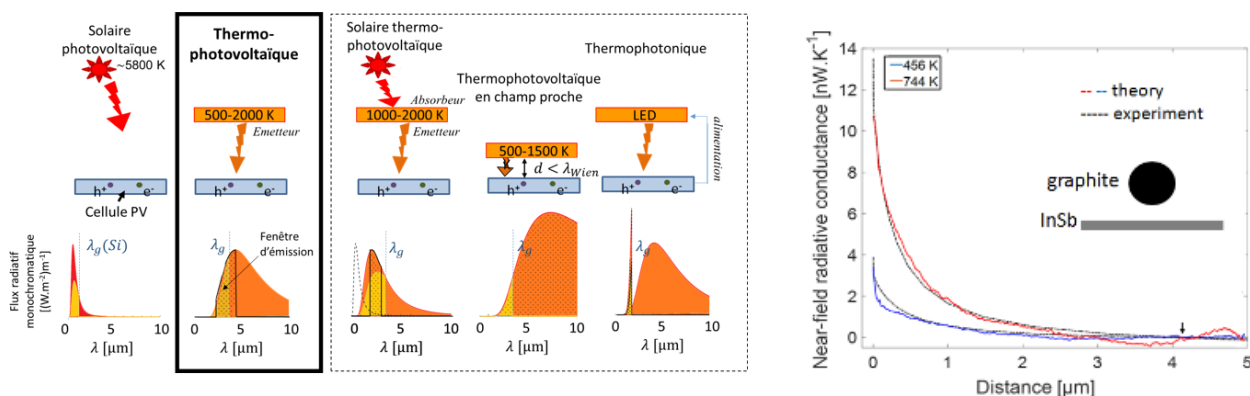 Solaire
photovoltaïque
~5800 K
h⁺
e⁻
Cellule PV
Thermo-
photovoltaïque
500-2000 K
Emetteur
h⁺
e⁻
Solaire thermo-
photovoltaïque
Absorbeur
1000-2000 K
Emetteur
h⁺
e⁻
Thermophotovoltaïque
en champ proche
500-1500 K
d < λWien
h⁺
e⁻
Thermophotonique
LED
alimentation
h⁺
e⁻
Flux radiatif
monochromatique
[(W.m⁻²)m⁻¹]
λg(Si)
0 5 10
λ [µm]
λg
Fenêtre
d'émission
0 5 10
λ [µm]
λg
0 5 10
λ [µm]
λg
0 5 10
λ [µm]
λg
0 5 10
λ [µm]
Near-field radiative conductance [nW.K⁻¹]
14
12
10
8
6
4
2
0
456 K
744 K
theory
experiment
graphite
InSb
0 1 2 3 4 5
Distance [µm]